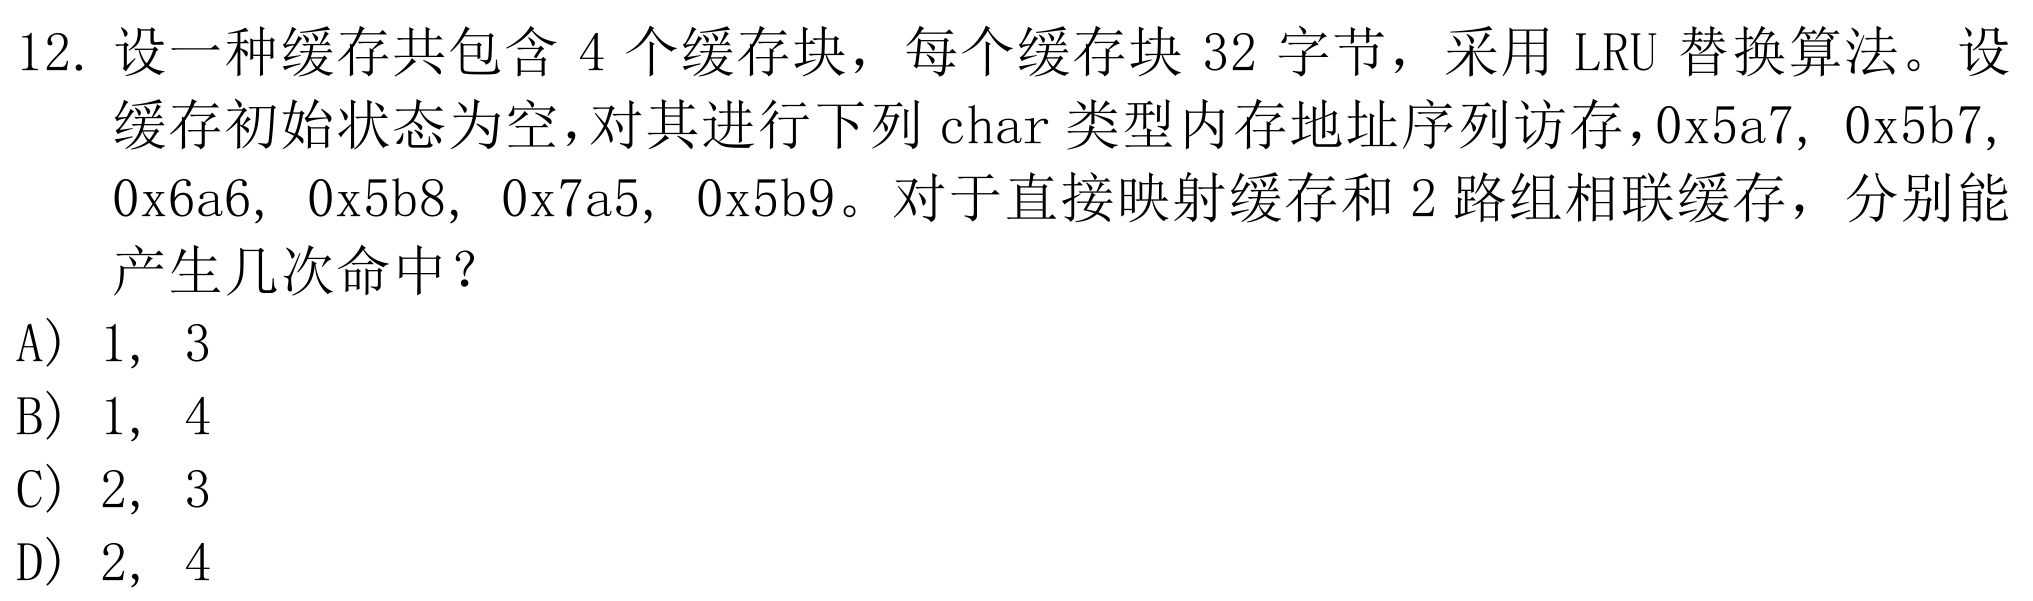 12. 设一种缓存共包含 4 个缓存块，每个缓存块 32 字节，采用 LRU 替换算法。设
缓存初始状态为空，对其进行下列 char 类型内存地址序列访存，0x5a7, 0x5b7,
0x6a6, 0x5b8, 0x7a5, 0x5b9。对于直接映射缓存和 2 路组相联缓存，分别能
产生几次命中？
A) 1, 3
B) 1, 4
C) 2, 3
D) 2, 4